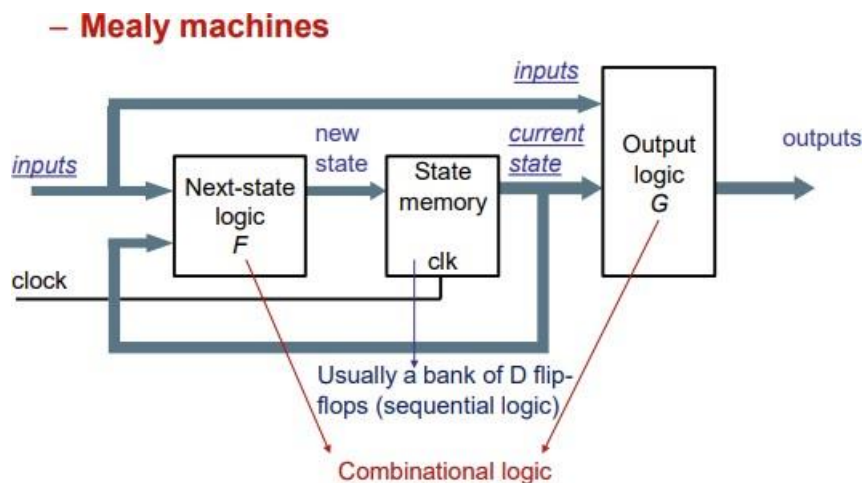 – Mealy machines
inputs
inputs
new
state
current
state
outputs
Next-state
logic
F
State
memory
clk
Output
logic
G
clock
Usually a bank of D flip-
flops (sequential logic)
Combinational logic